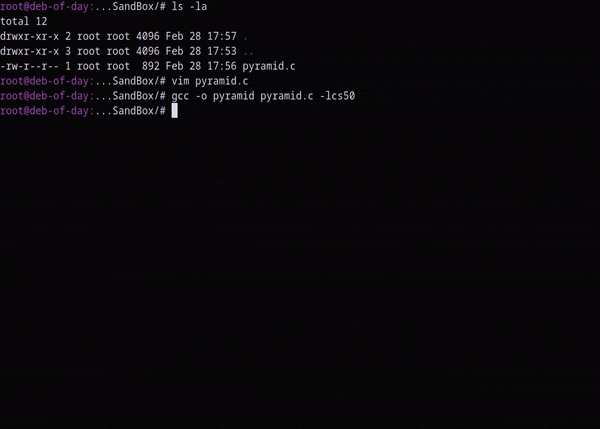 root@deb-of-day:...SandBox/# ls -la
total 12
drwxr-xr-x 2 root root 4096 Feb 28 17:57 .
drwxr-xr-x 3 root root 4096 Feb 28 17:53 ..
-rw-r--r-- 1 root root  892 Feb 28 17:56 pyramid.c
root@deb-of-day:...SandBox/# vim pyramid.c
root@deb-of-day:...SandBox/# gcc -o pyramid pyramid.c -lcs50
root@deb-of-day:...SandBox/#